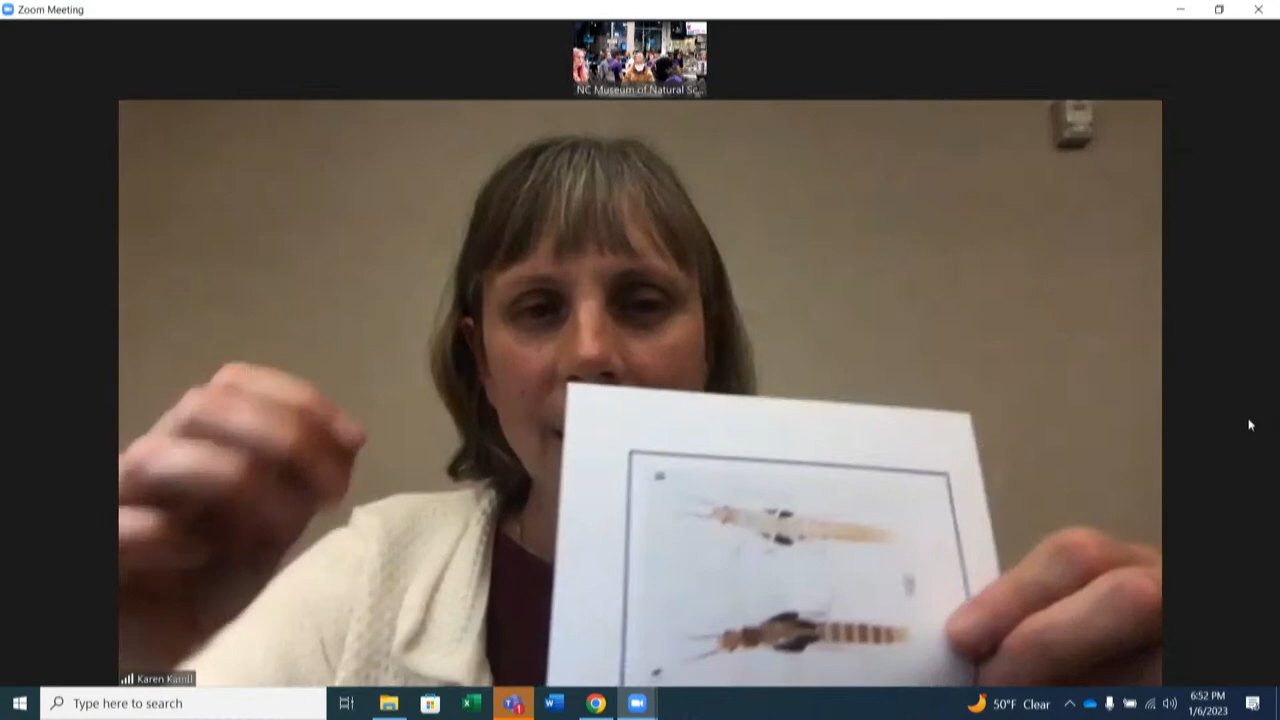 Zoom Meeting
NC Museum of Natural Sc...
Karen
Type here to search
50°F Clear
6:52 PM
1/6/2023